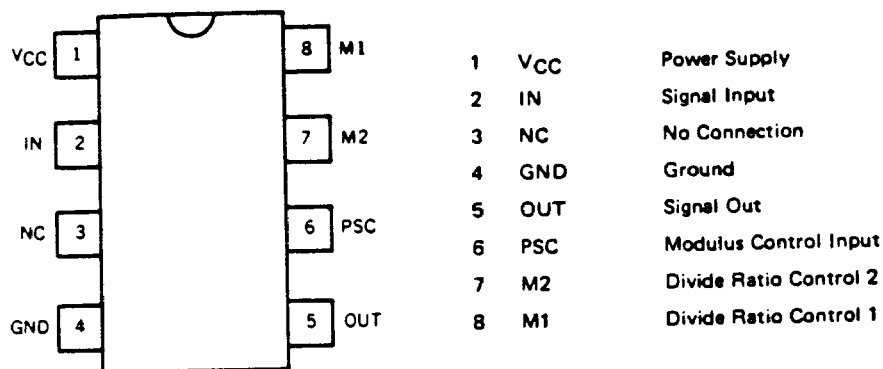 VCC 1 8 M1
IN 2 7 M2
NC 3 6 PSC
GND 4 5 OUT
1 VCC Power Supply
2 IN Signal Input
3 NC No Connection
4 GND Ground
5 OUT Signal Out
6 PSC Modulus Control Input
7 M2 Divide Ratio Control 2
8 M1 Divide Ratio Control 1